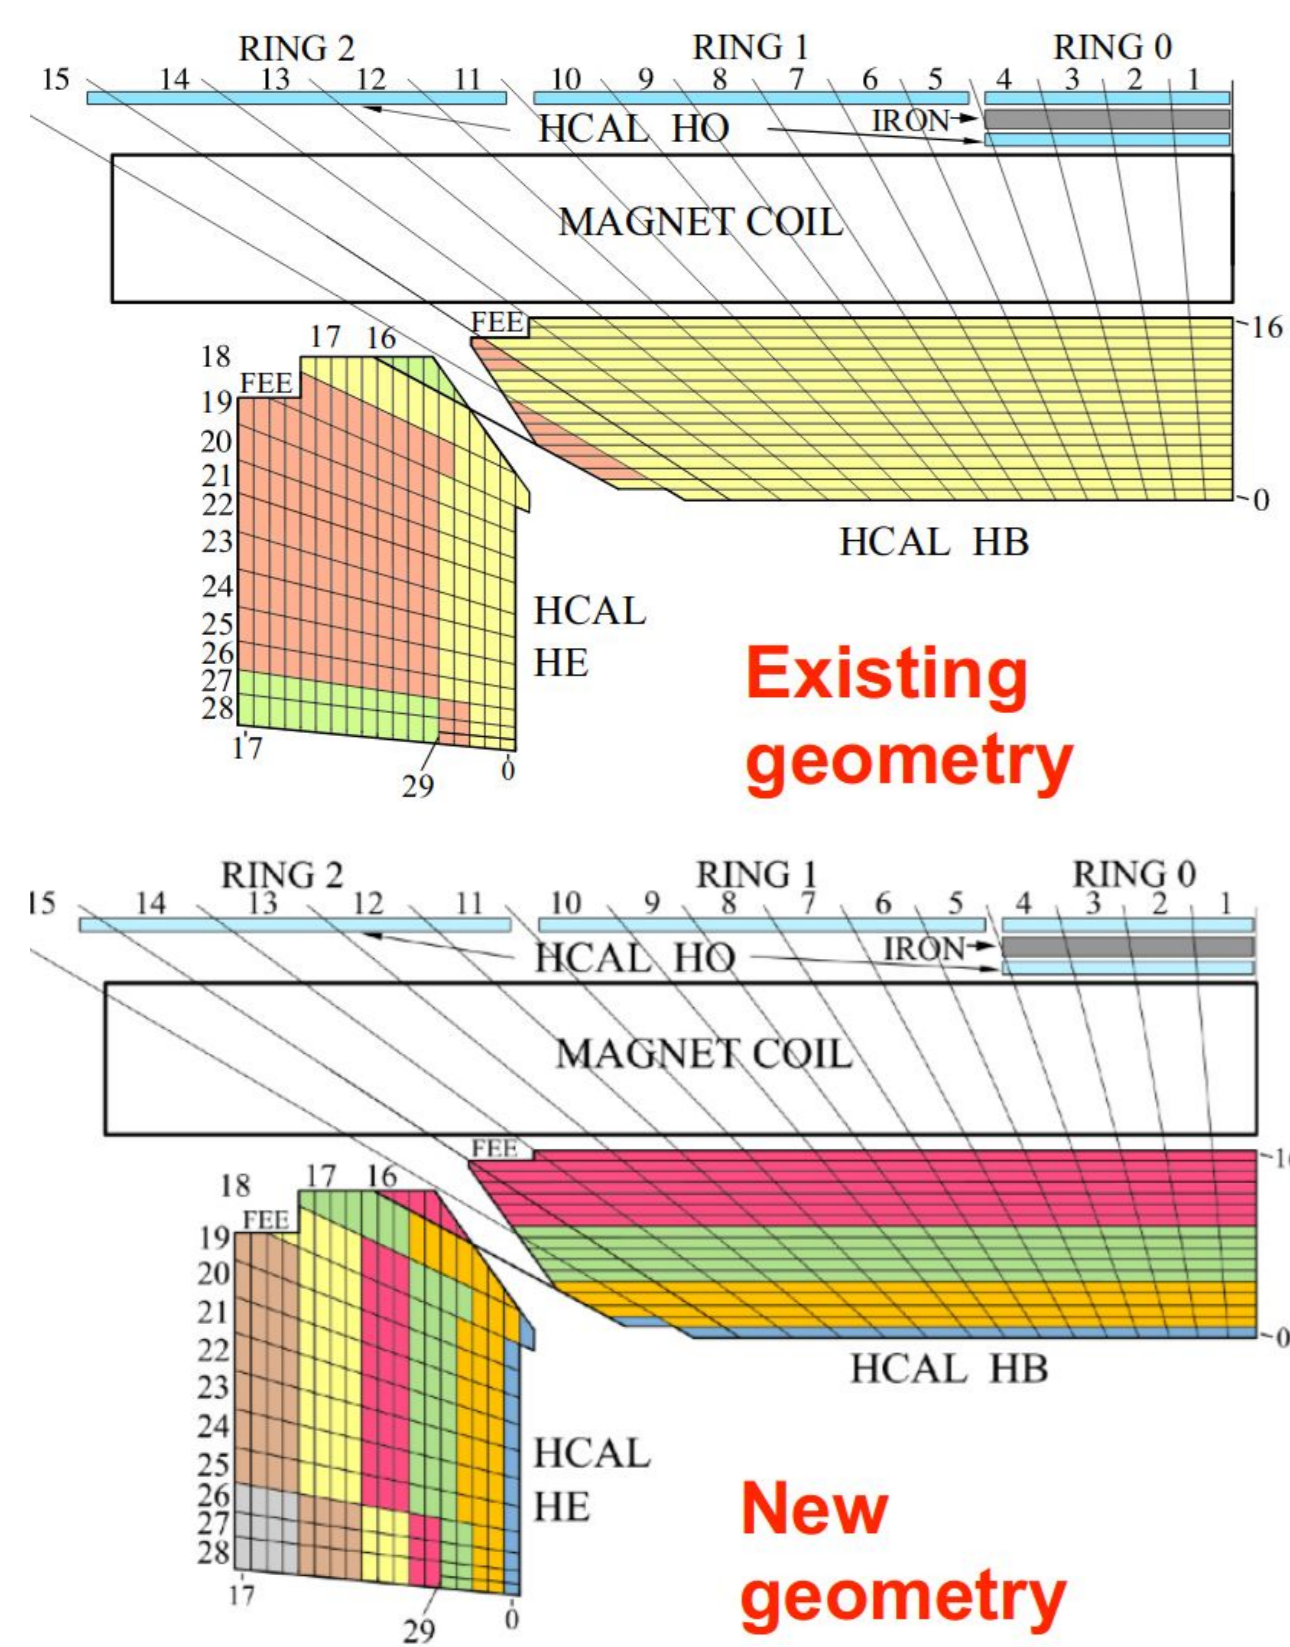 RING 2 RING 1 RING 0
15 14 13 12 11 10 9 8 7 6 5 4 3 2 1
HCAL HO IRON
MAGNET COIL
FEE
17 16
16
18
FEE
19
20
21
22
0
23
HCAL HB
24
HCAL
25
26
HE
27
28
17
0
29
Existing
geometry
RING 2 RING 1 RING 0
15 14 13 12 11 10 9 8 7 6 5 4 3 2 1
HCAL HO IRON
MAGNET COIL
FEE
17 16
18
FEE
19
20
21
0
22
HCAL HB
23
24
HCAL
25
26
HE
27
28
17
0
29
New
geometry